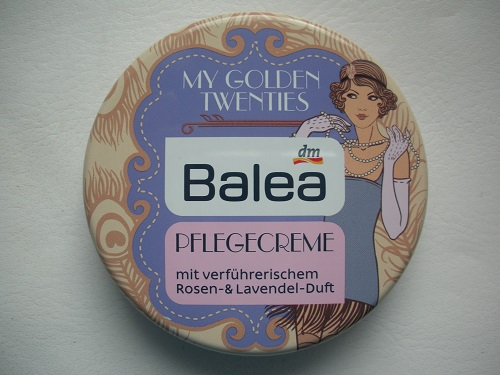 MY GOLDEN
TWENTIES
dm
Balea
PFLEGECREME
mit verführerischem
Rosen-& Lavendel-Duft